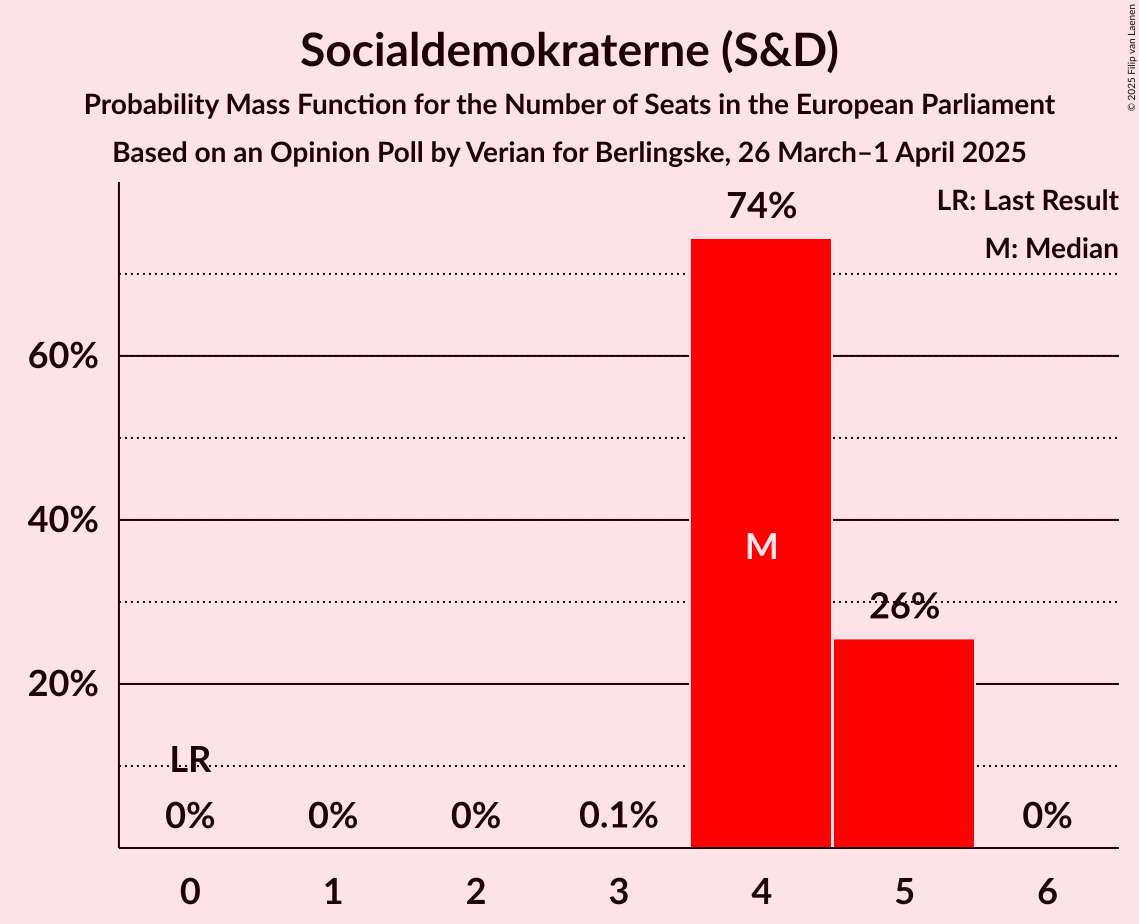 Socialdemokraterne (S&D)
Probability Mass Function for the Number of Seats in the European Parliament
Based on an Opinion Poll by Verian for Berlingske, 26 March–1 April 2025
© 2025 Filip van Laenen
LR: Last Result
M: Median
74%
60%
40%
M
26%
20%
LR
0% 0% 0% 0.1% 0%
0 1 2 3 4 5 6